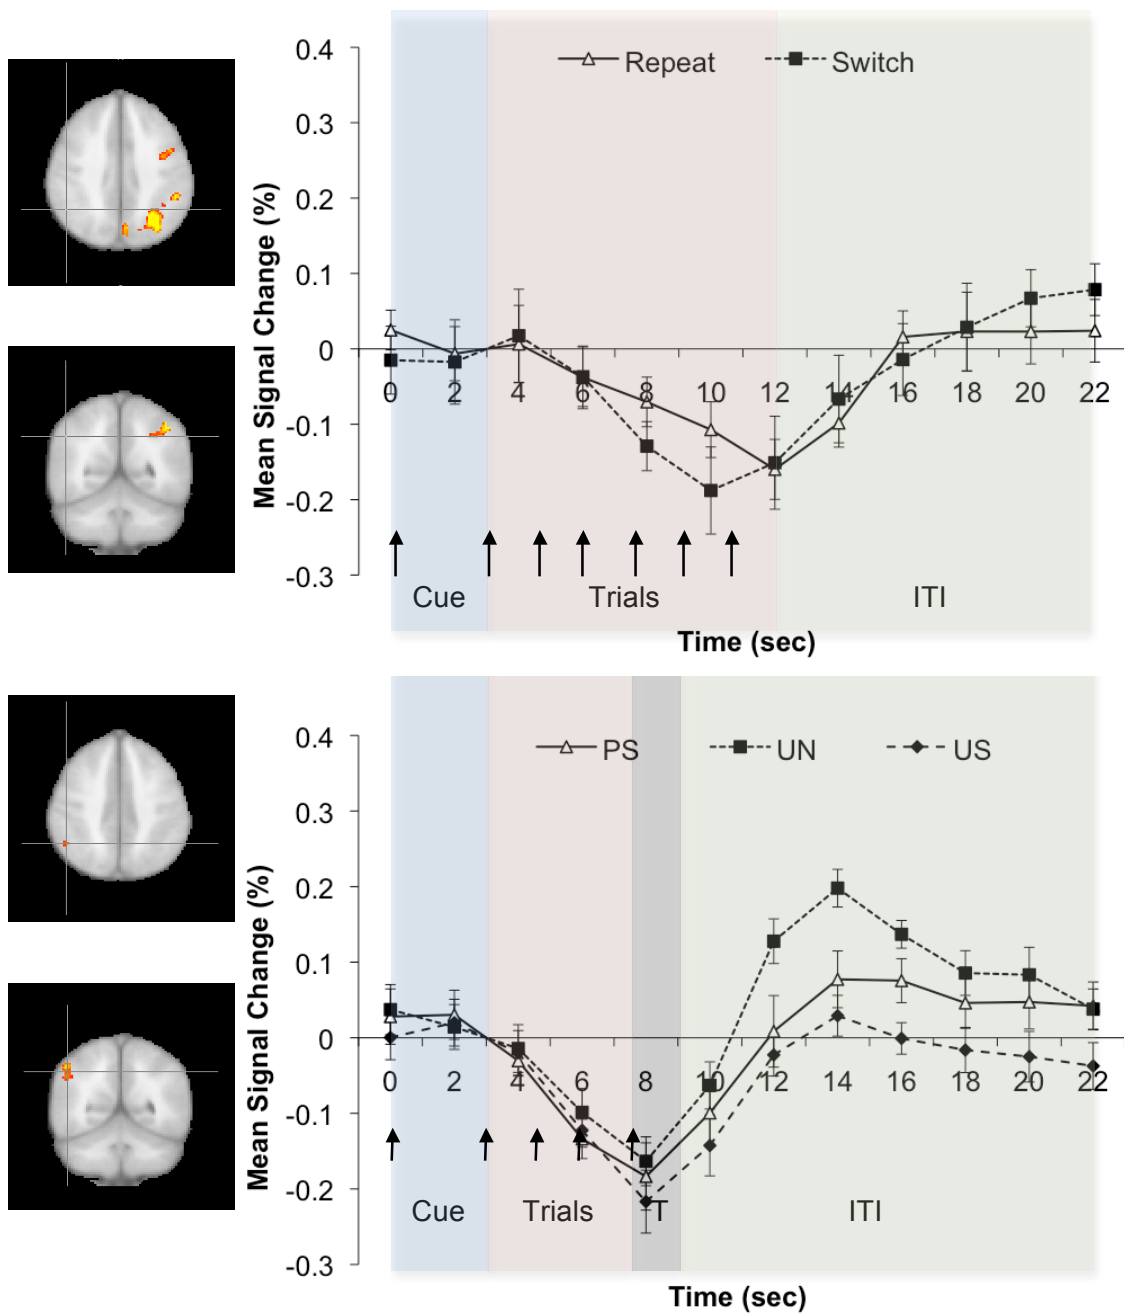 0.4
Repeat Switch
0.3
0.2
0.1
0
0 2 4 6 8 10 12 14 16 18 20 22
-0.1
-0.2
-0.3
Mean Signal Change (%)
Cue Trials ITI
Time (sec)
0.4
PS UN US
0.3
0.2
0.1
0
0 2 4 6 8 10 12 14 16 18 20 22
-0.1
-0.2
-0.3
Mean Signal Change (%)
Cue Trials T ITI
Time (sec)